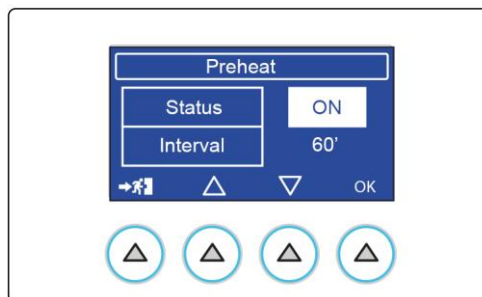 Preheat
Status ON
Interval 60’
OK